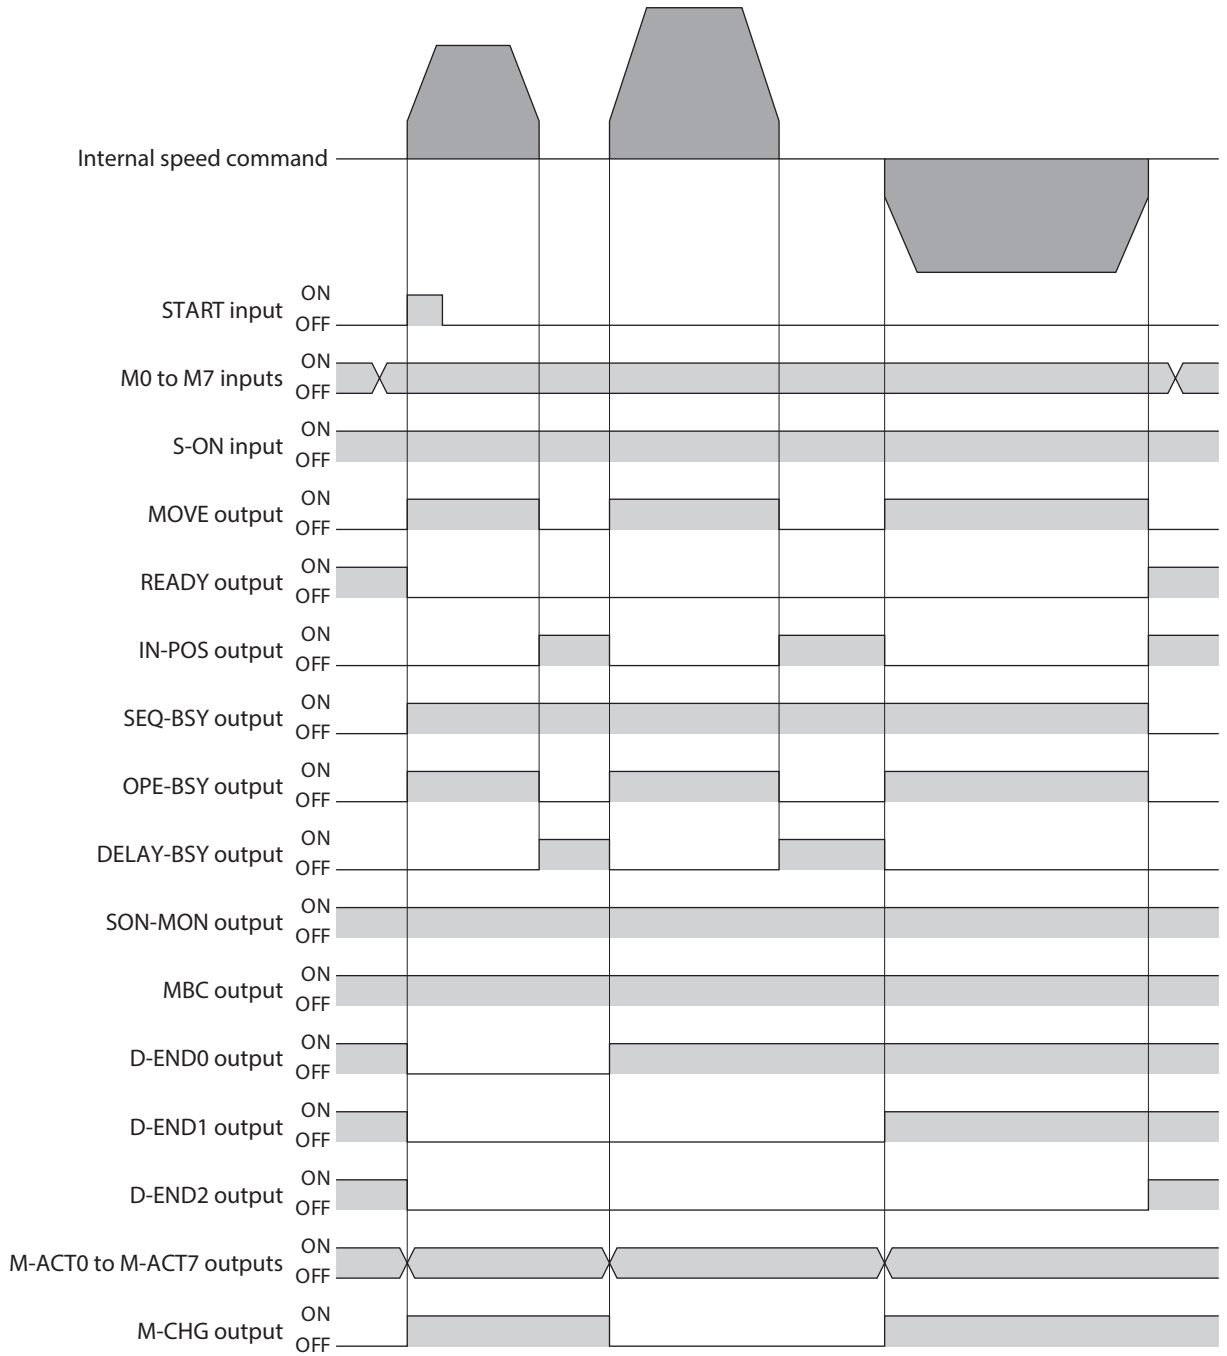 Internal speed command
START input
ON
OFF
M0 to M7 inputs
ON
OFF
S-ON input
ON
OFF
MOVE output
ON
OFF
READY output
ON
OFF
IN-POS output
ON
OFF
SEQ-BSY output
ON
OFF
OPE-BSY output
ON
OFF
DELAY-BSY output
ON
OFF
SON-MON output
ON
OFF
MBC output
ON
OFF
D-END0 output
ON
OFF
D-END1 output
ON
OFF
D-END2 output
ON
OFF
M-ACT0 to M-ACT7 outputs
ON
OFF
M-CHG output
ON
OFF